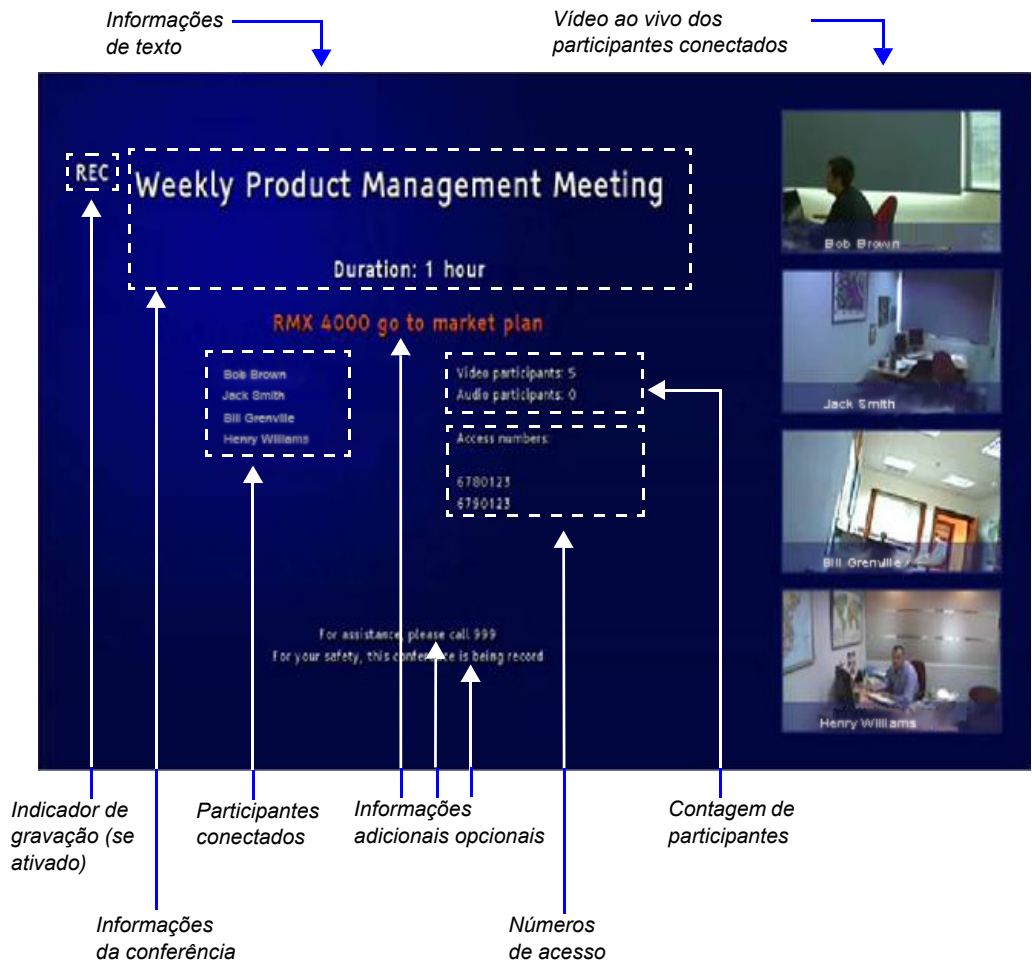 Informações
de texto
Vídeo ao vivo dos
participantes conectados
REC
Weekly Product Management Meeting
Duration: 1 hour
RMX 4000 go to market plan
Bob Brown
Jack Smith
Bill Grenville
Henry Williams
Video participants: 5
Audio participants: 0
Access numbers:
6780123
6790123
For assistance, please call 999
For your safety, this conference is being record
Bob Brown
Jack Smith
Bill Grenville
Henry Williams
Indicador de
gravação (se
ativado)
Participantes
conectados
Informações
adicionais opcionais
Contagem de
participantes
Informações
da conferência
Números
de acesso